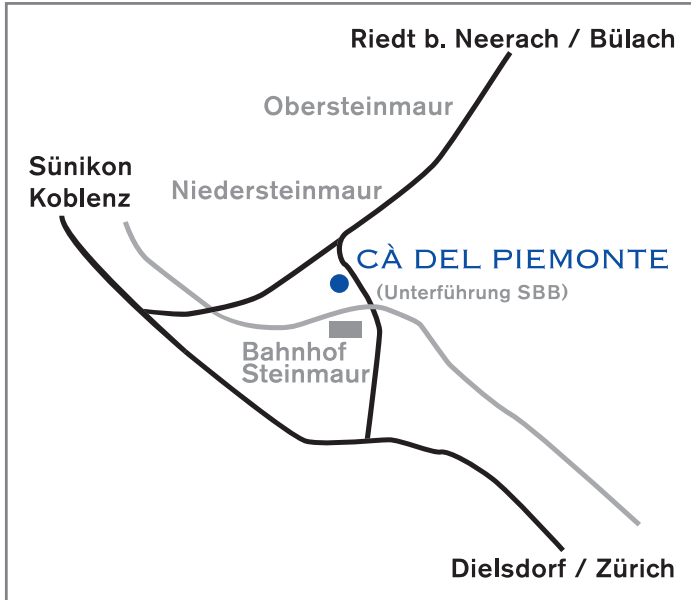 Riedt b. Neerach / Bülach
Obersteinmaur
Sünikon
Koblenz
Niedersteinmaur
CÀ DEL PIEMONTE
(Unterführung SBB)
Bahnhof
Steinmaur
Dielsdorf / Zürich